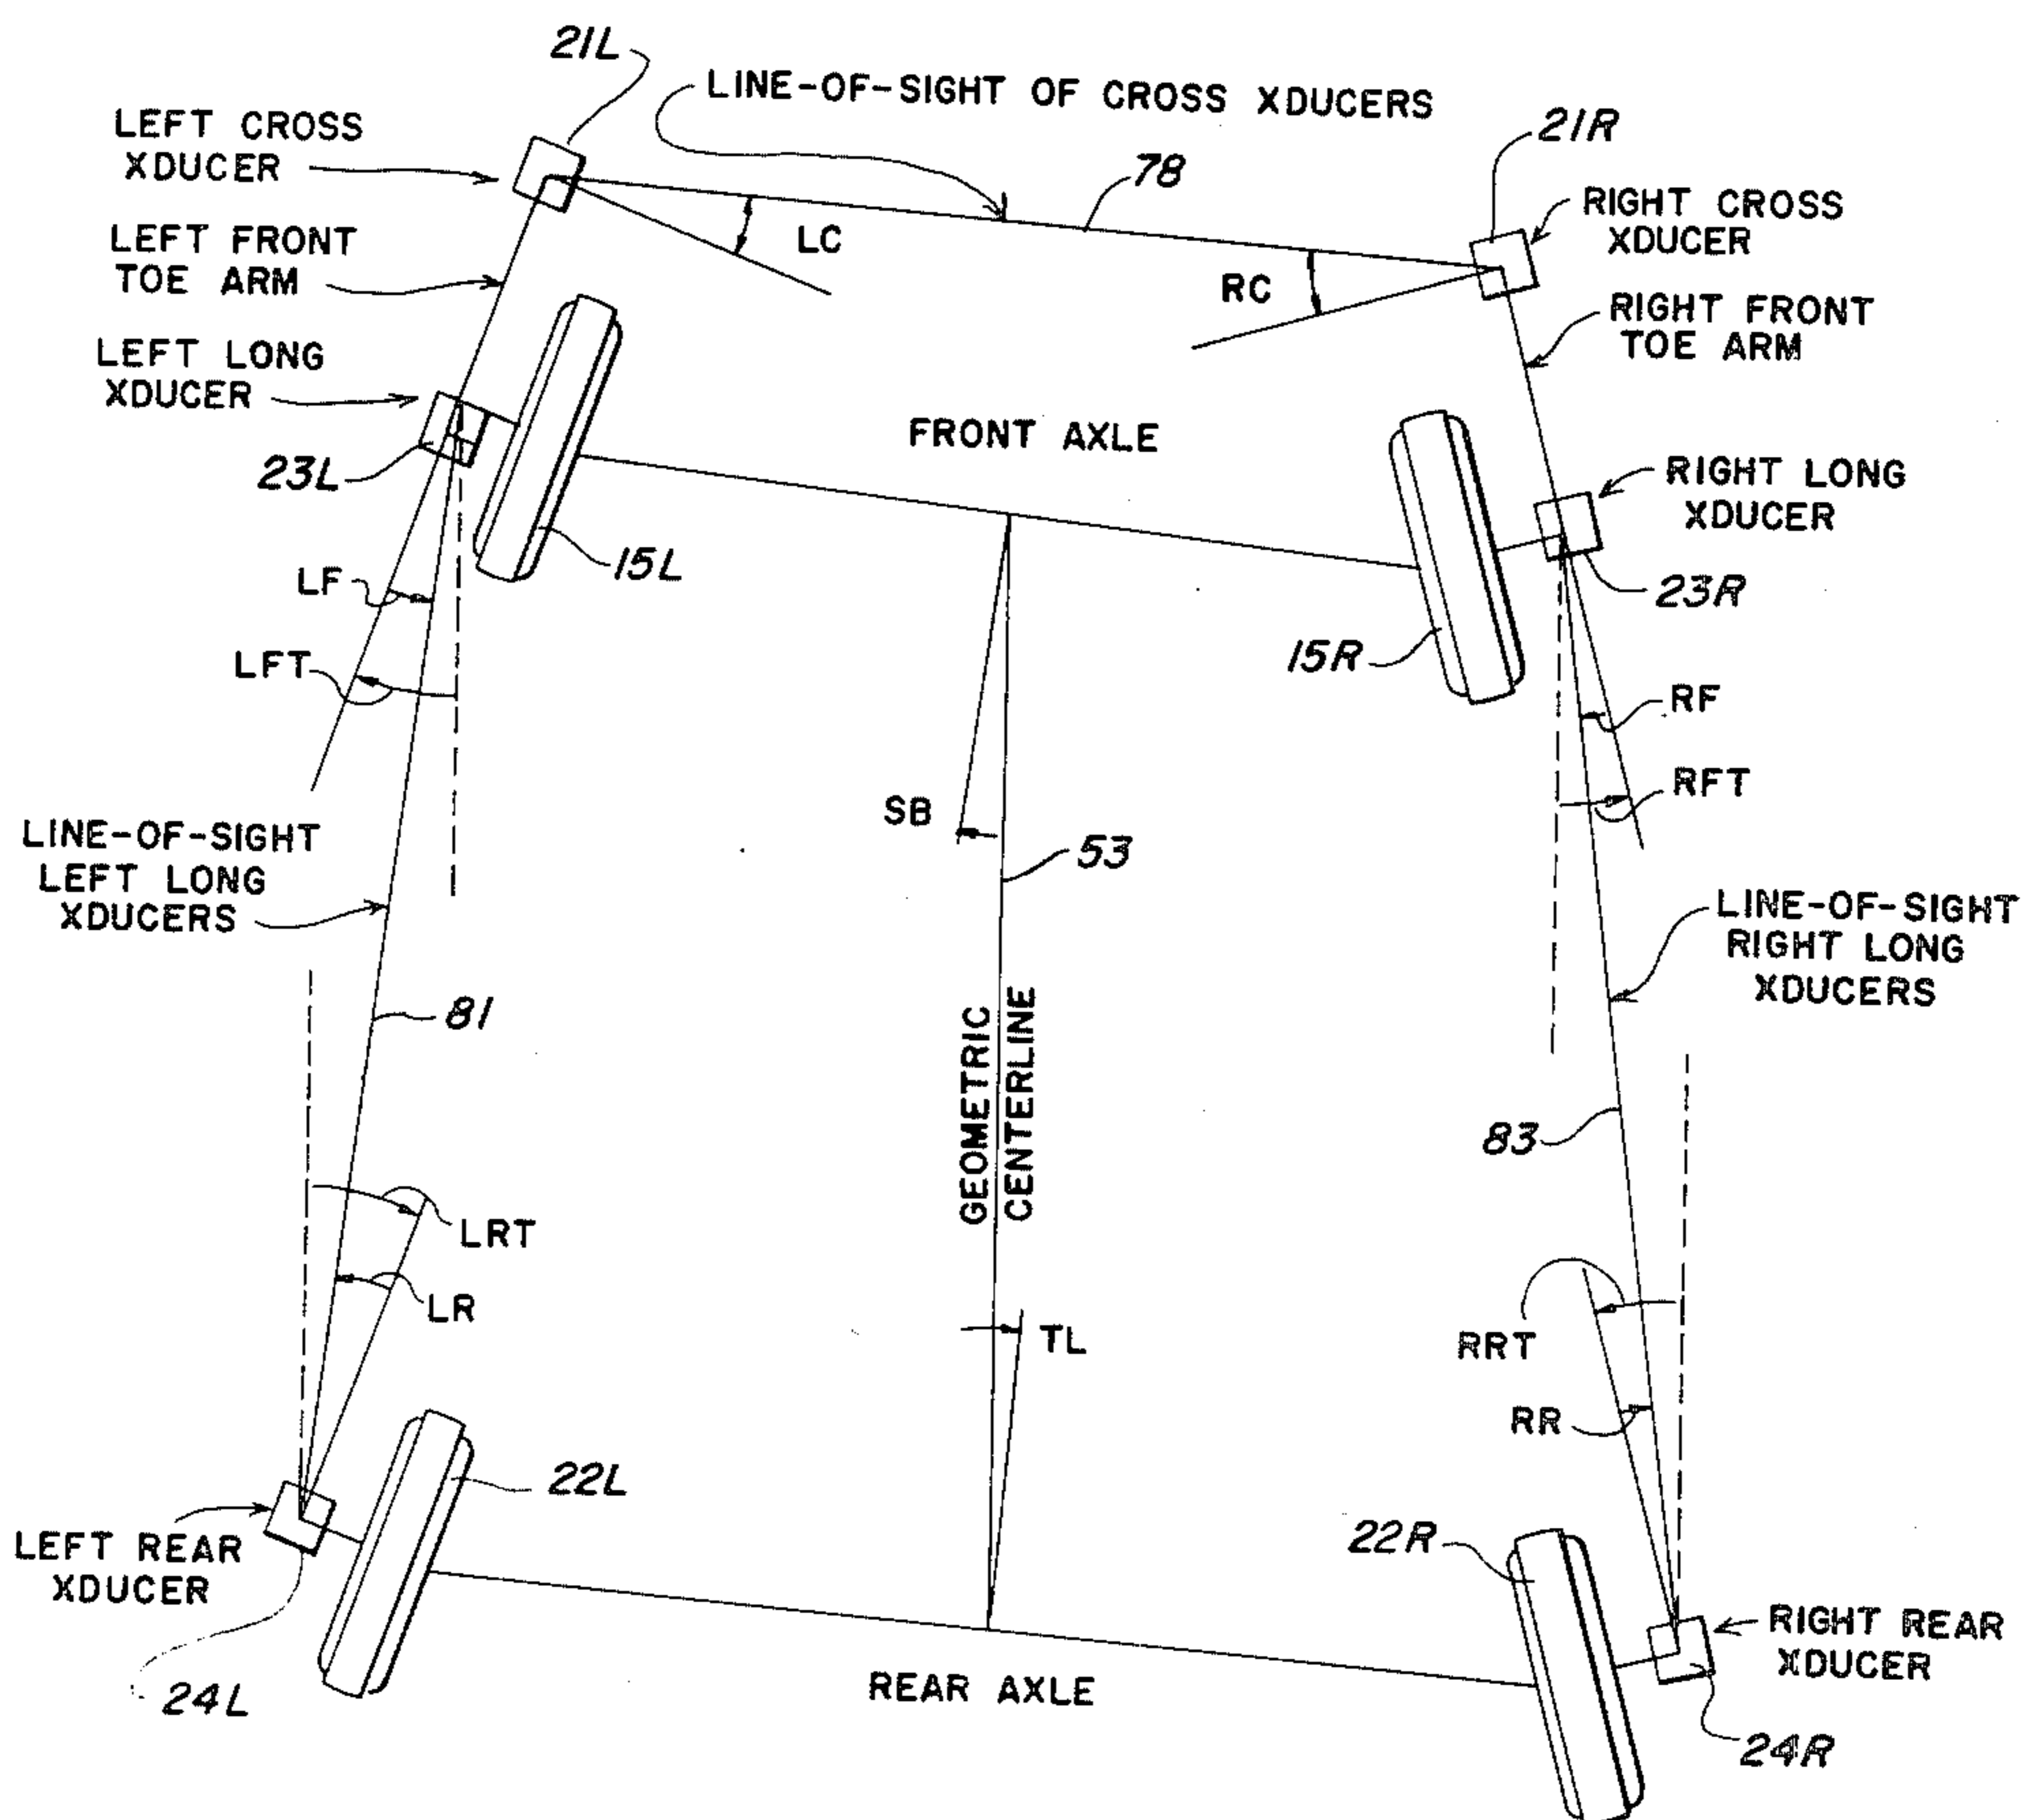 21L
LINE-OF-SIGHT OF CROSS XDUCERS
LEFT CROSS
XDUCER
21R
78
RIGHT CROSS
XDUCER
LEFT FRONT
TOE ARM
LC
RC
RIGHT FRONT
TOE ARM
LEFT LONG
XDUCER
FRONT AXLE
23L
RIGHT LONG
XDUCER
15L
LF
23R
LFT
15R
RF
RFT
SB
53
LINE-OF-SIGHT
LEFT LONG
XDUCERS
LINE-OF-SIGHT
RIGHT LONG
XDUCERS
81
GEOMETRIC
CENTERLINE
83
LRT
LR
TL
RRT
RR
22L
LEFT REAR
XDUCER
22R
RIGHT REAR
XDUCER
24L
REAR AXLE
24R